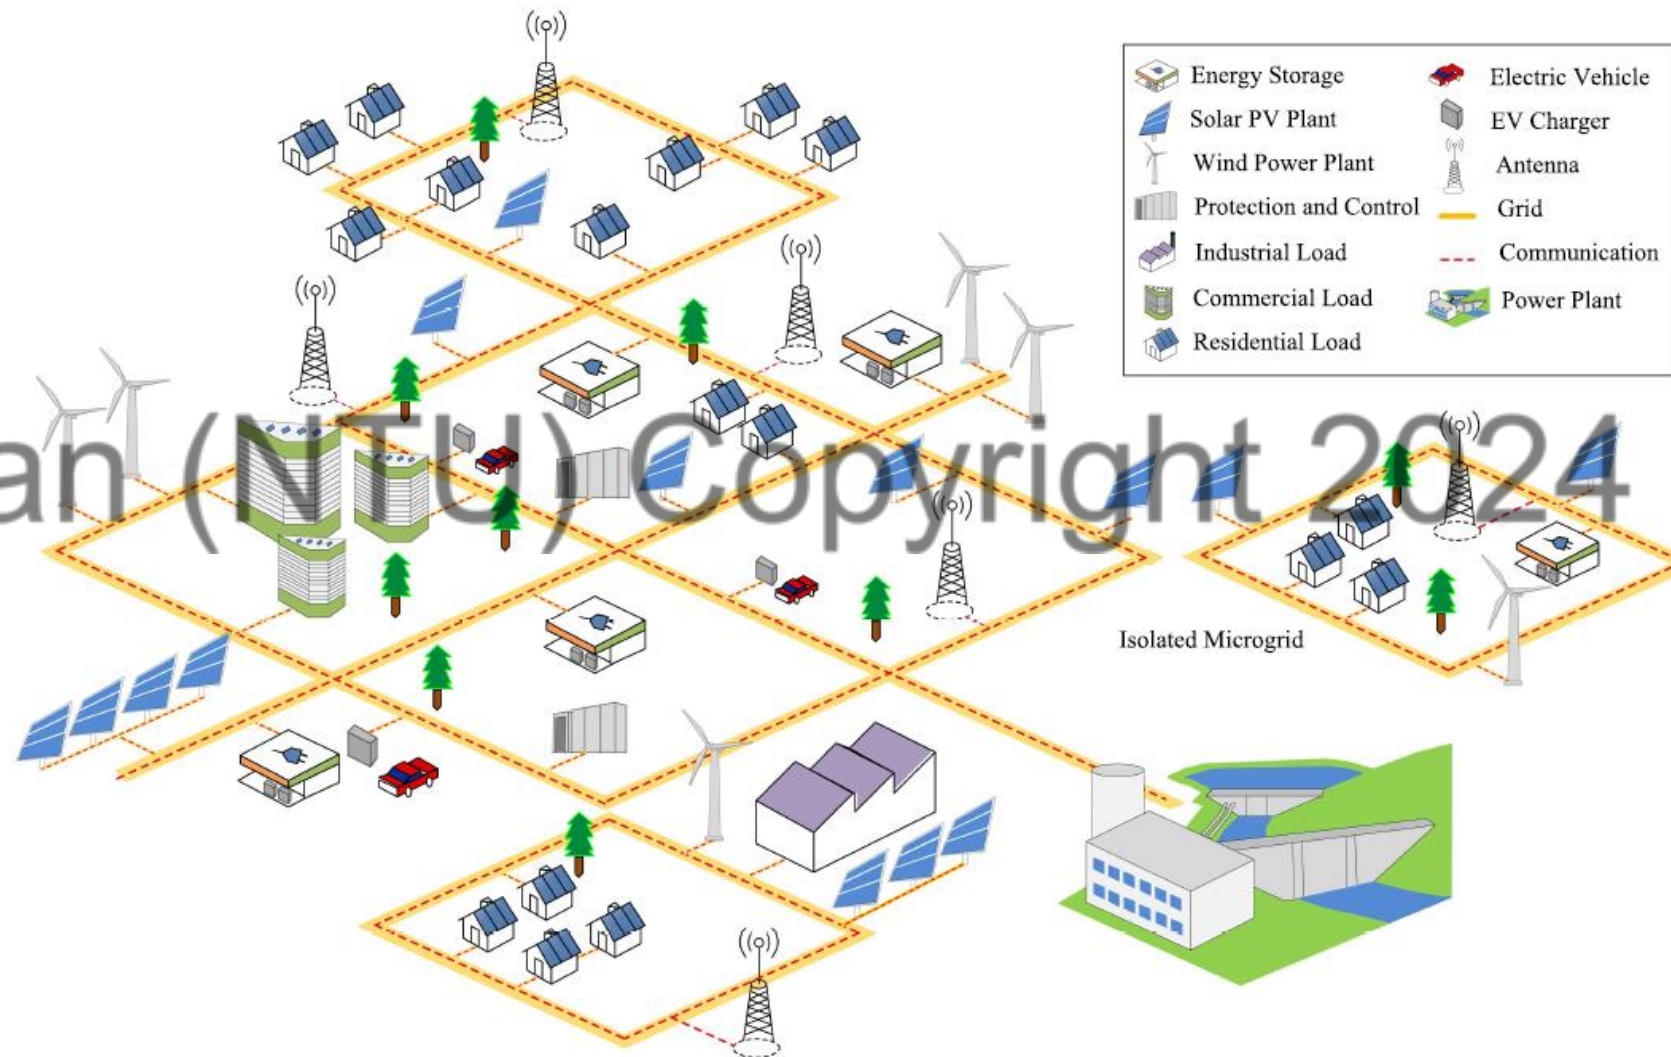 Energy Storage
Electric Vehicle
Solar PV Plant
EV Charger
Wind Power Plant
Antenna
Protection and Control
Grid
Industrial Load
Communication
Commercial Load
Power Plant
Residential Load
an (NTU) Copyright 2024
Isolated Microgrid